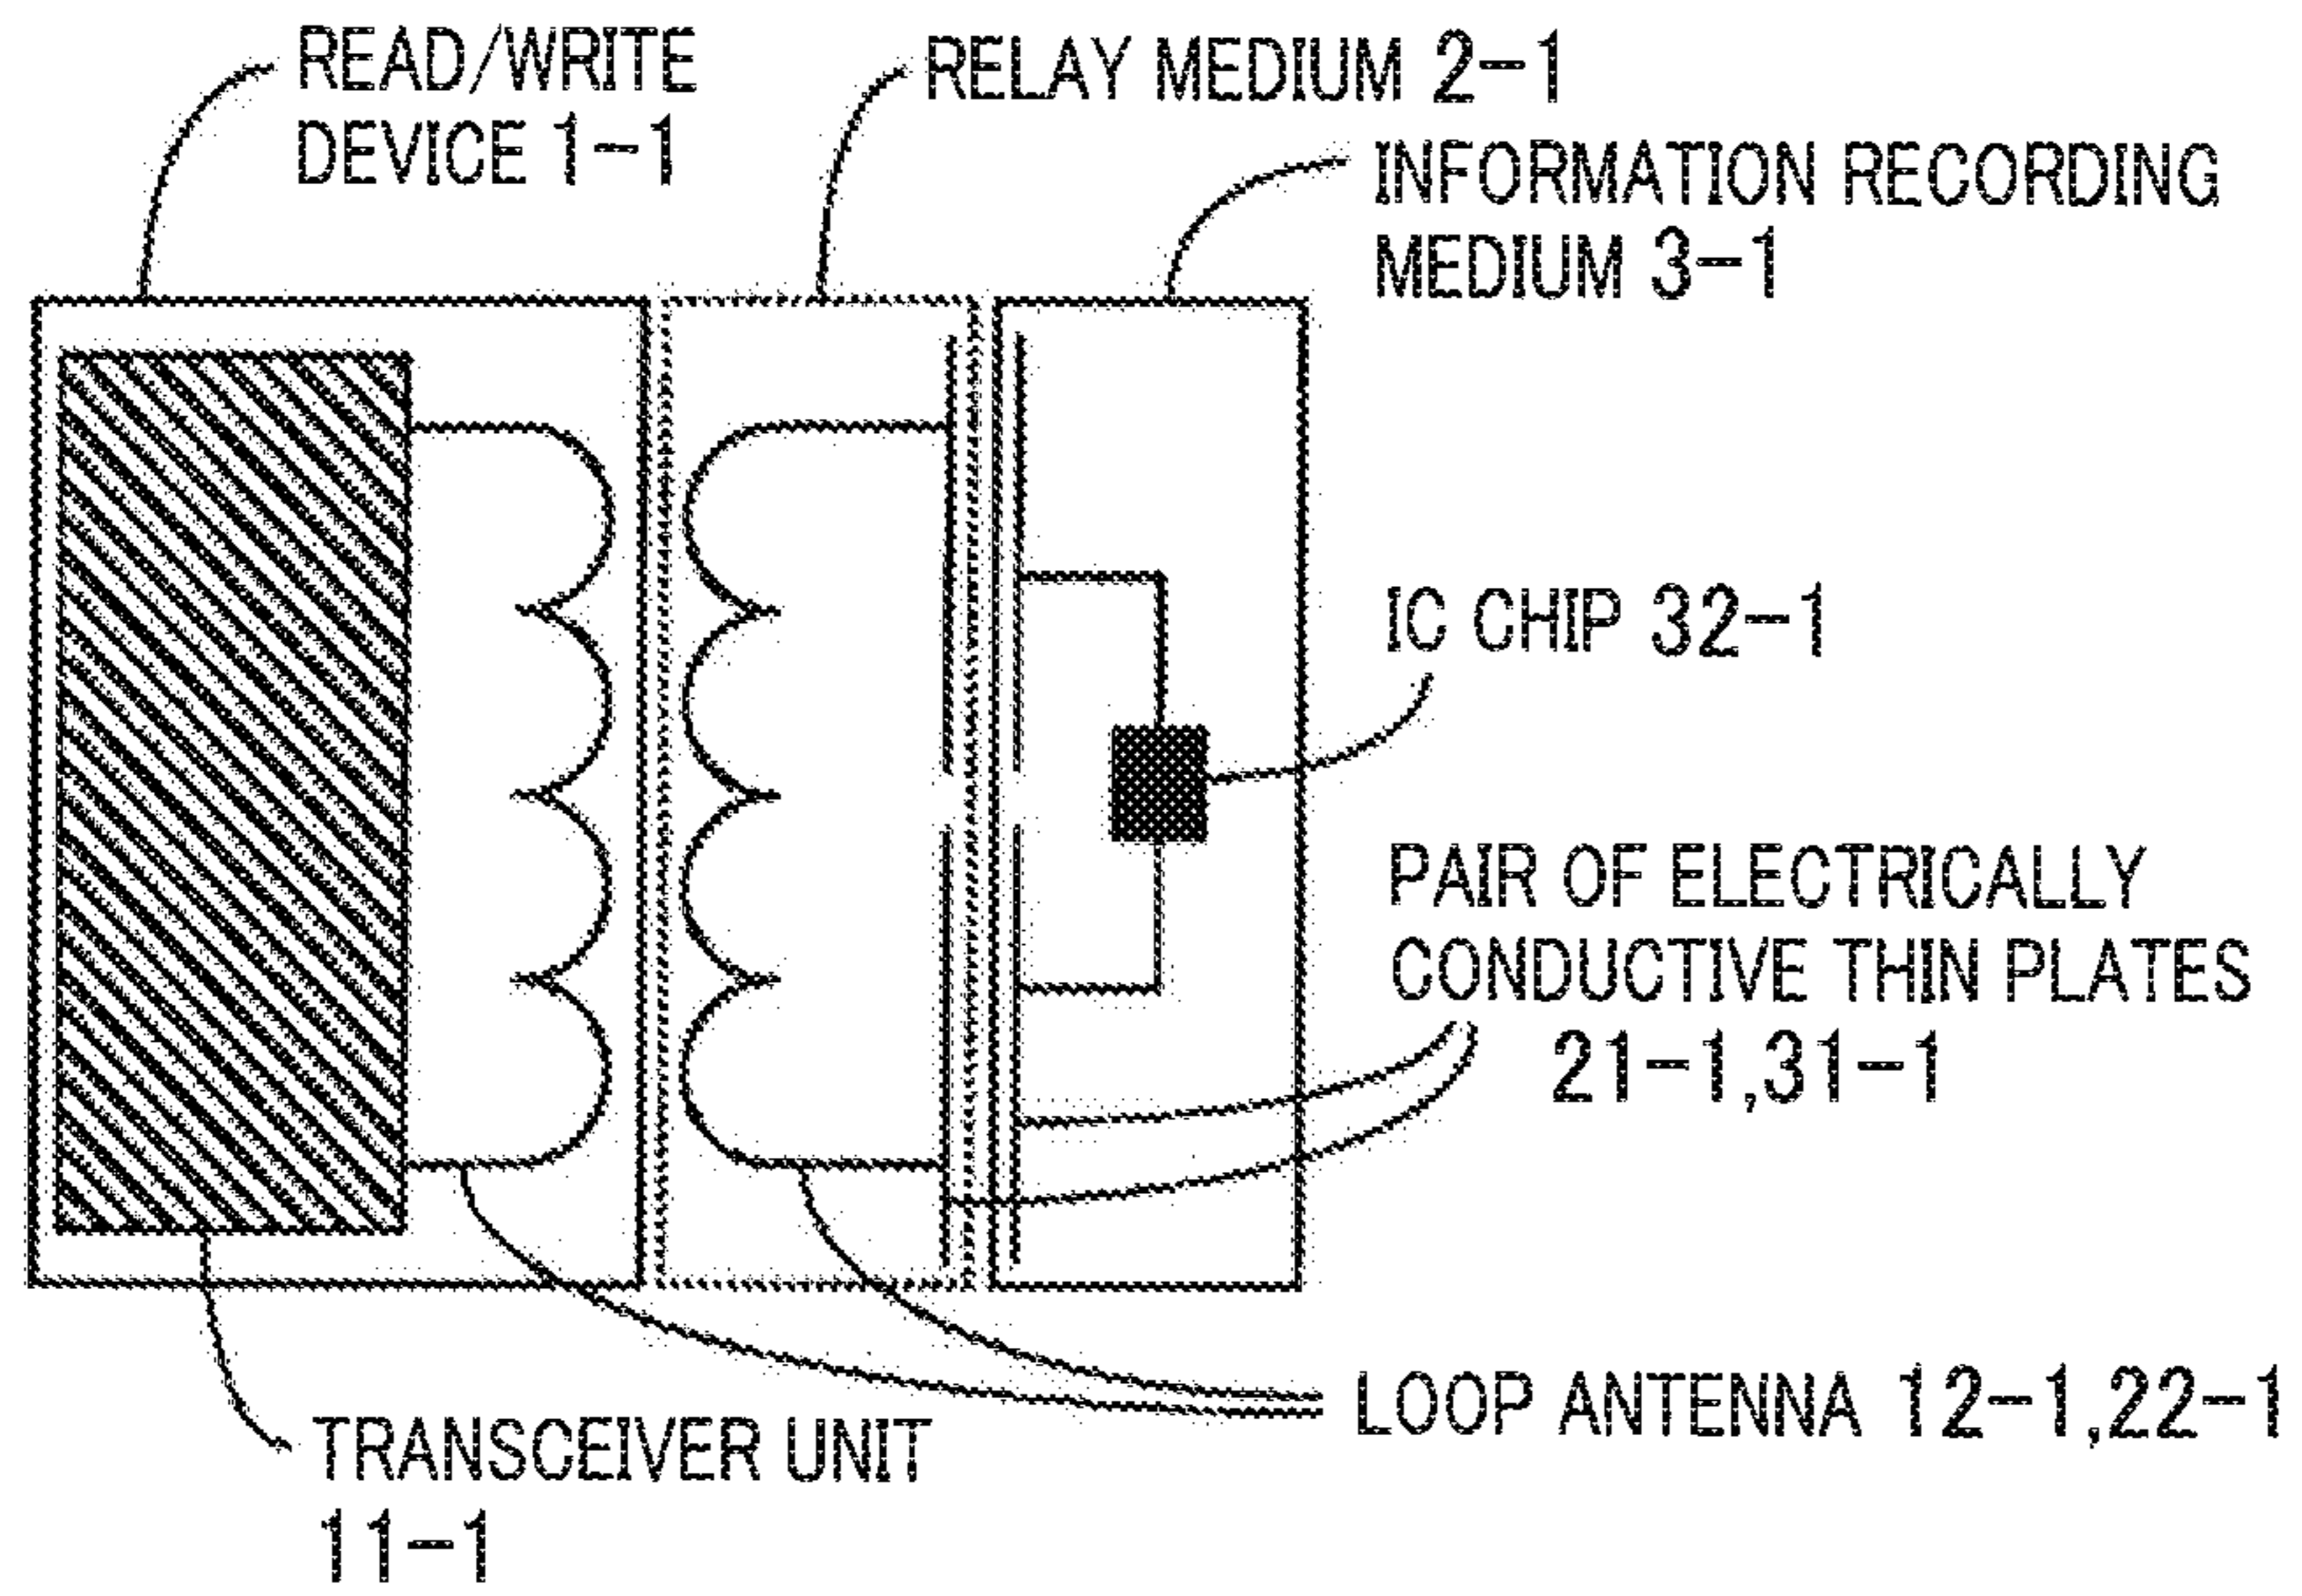 READ/WRITE
DEVICE 1-1
RELAY MEDIUM 2-1
INFORMATION RECORDING
MEDIUM 3-1
IC CHIP 32-1
PAIR OF ELECTRICALLY
CONDUCTIVE THIN PLATES
21-1,31-1
LOOP ANTENNA 12-1,22-1
TRANSCEIVER UNIT
11-1